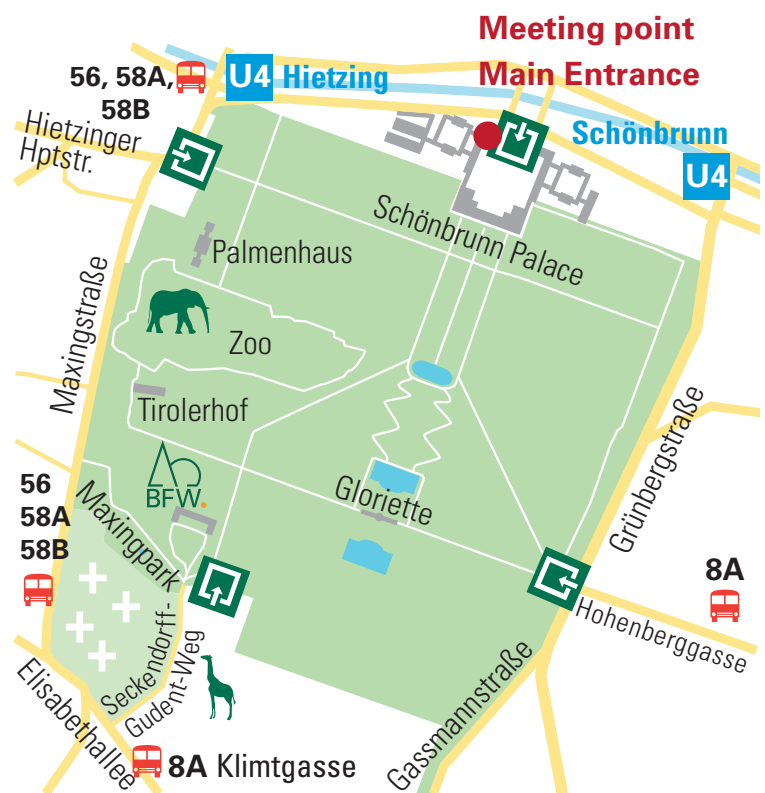 Meeting point
Main Entrance
56, 58A,
58B
U4 Hietzing
Hietzinger
Hptstr.
Schönbrunn
U4
Schönbrunn Palace
Palmenhaus
Maxingstraße
Zoo
Tirolerhof
BFW.
Gloriette
Grünbergstraße
56
58A
58B
Maxingpark
8A
Hohenberggasse
Seckendorff-
Gudent-Weg
Elisabethallee
Gassmannstraße
8A Klimtgasse